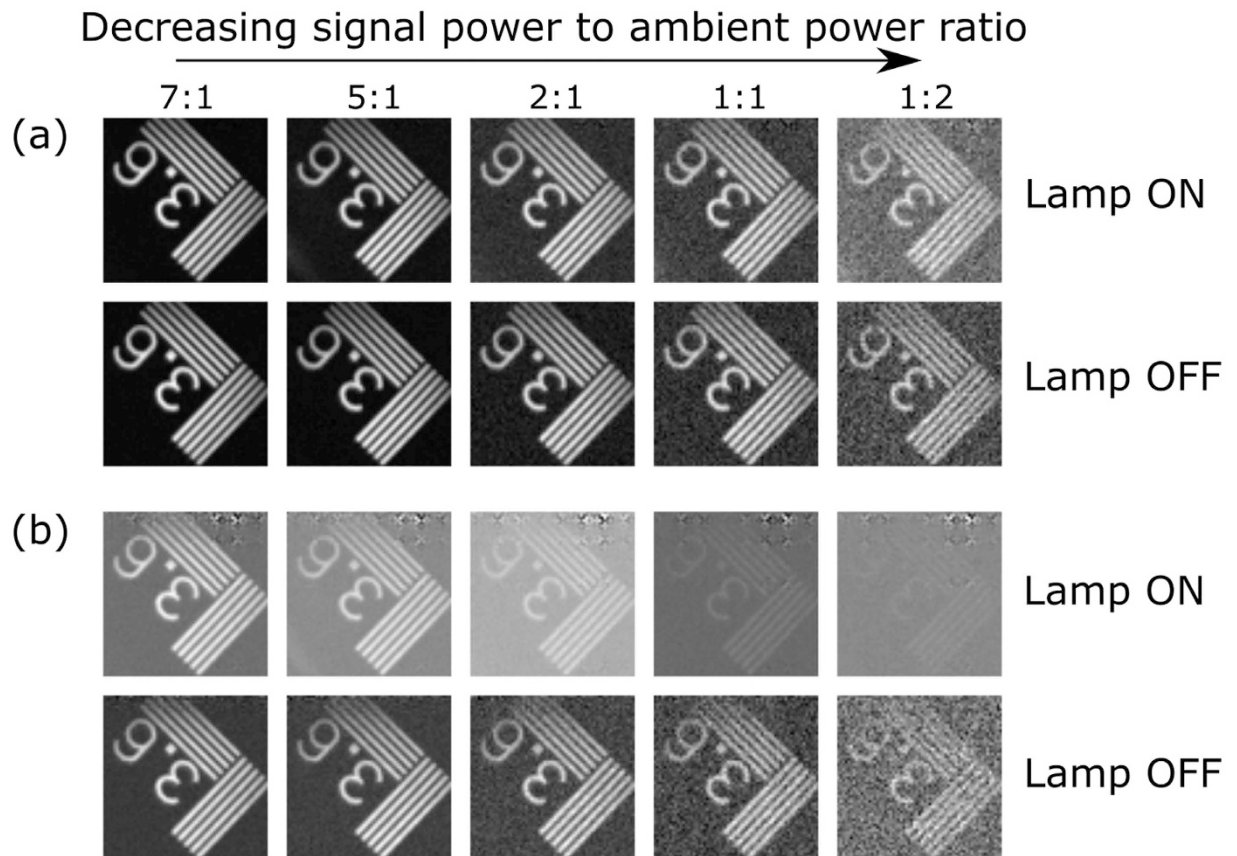 Decreasing signal power to ambient power ratio
7:1 5:1 2:1 1:1 1:2
(a)
Lamp ON
Lamp OFF
(b)
Lamp ON
Lamp OFF